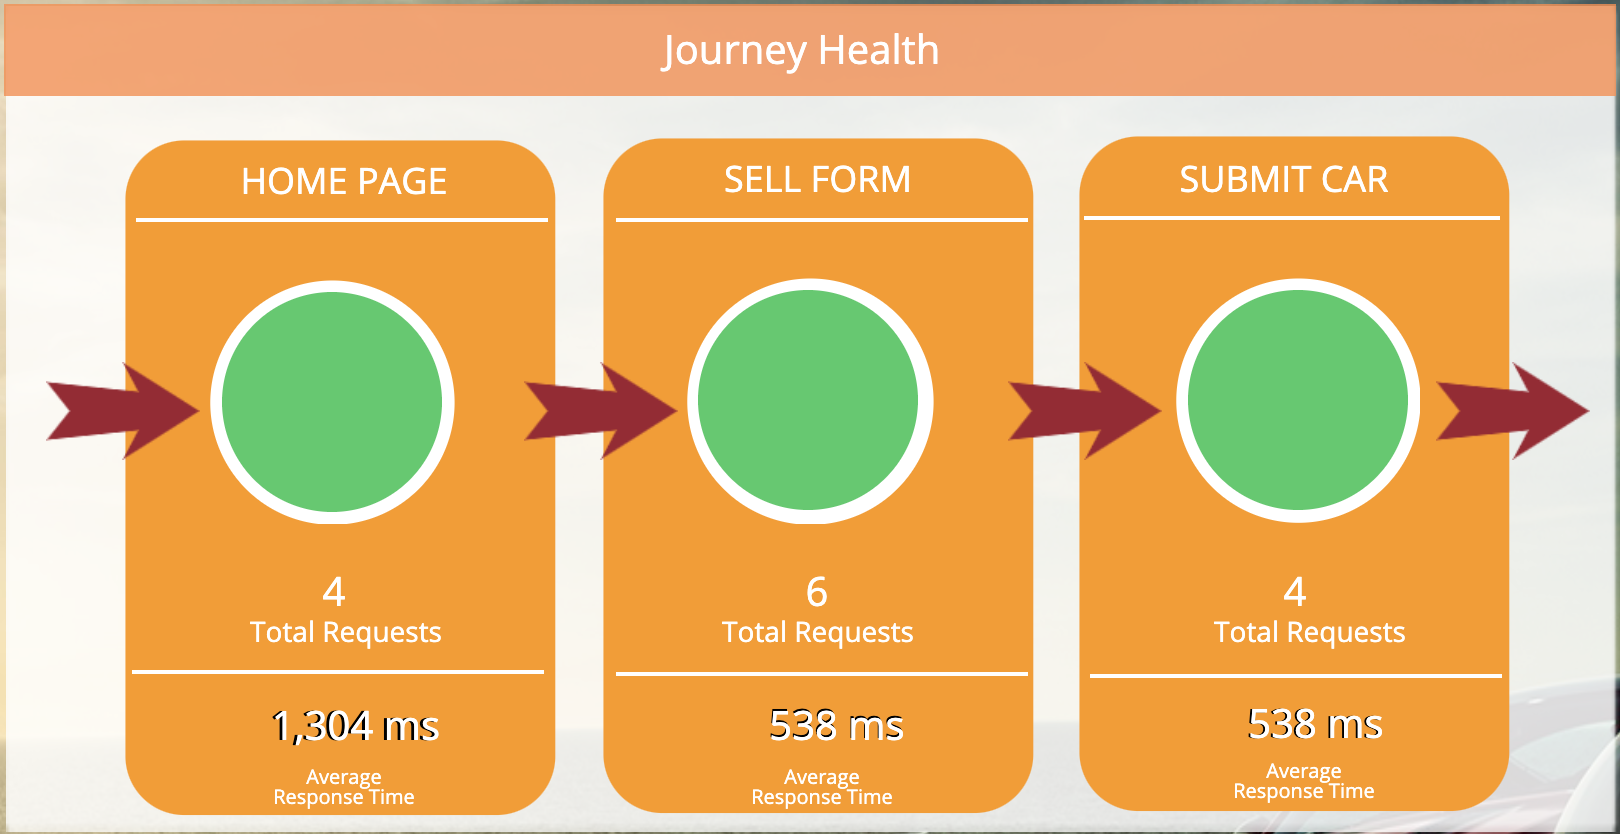 Journey Health
HOME PAGE
4
Total Requests
1,304 ms
Average
Response Time
SELL FORM
6
Total Requests
538 ms
Average
Response Time
SUBMIT CAR
4
Total Requests
538 ms
Average
Response Time